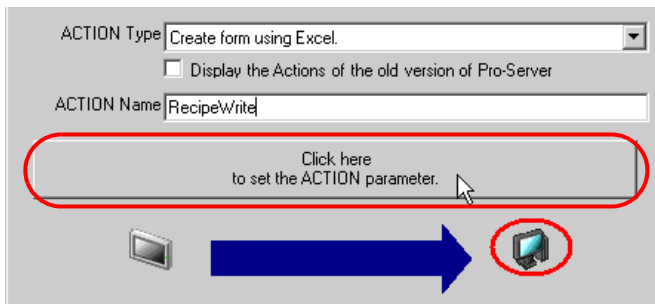 ACTION Type Create form using Excel.
Display the Actions of the old version of Pro-Server
ACTION Name RecipeWrite
Click here
to set the ACTION parameter.